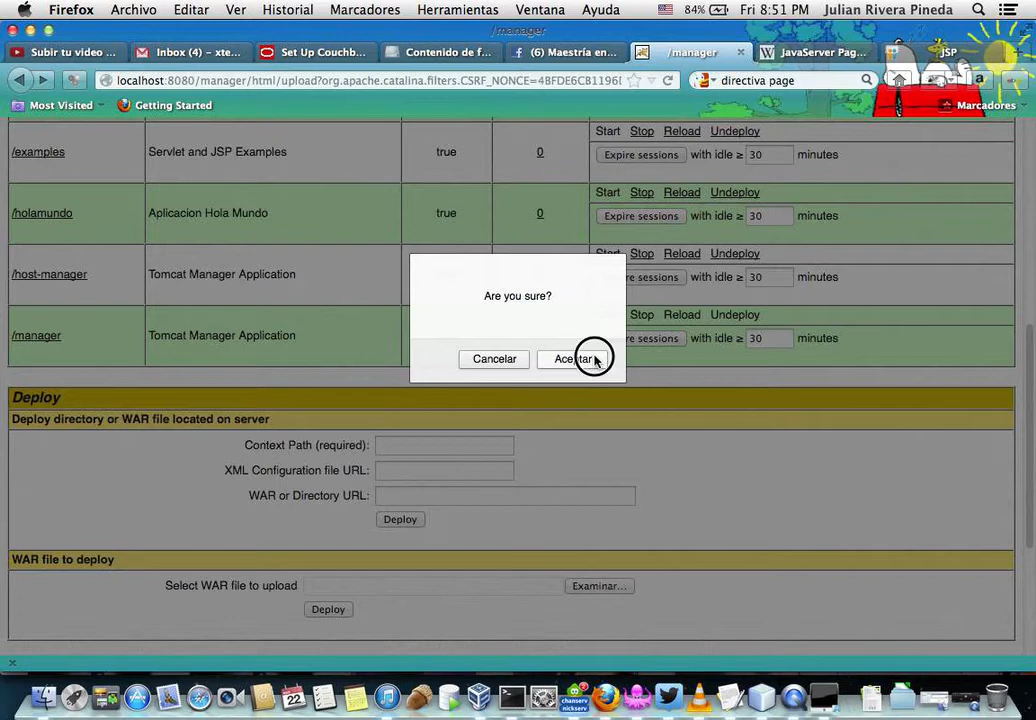 Firefox Archivo Editar Ver Historial Marcadores Herramientas Ventana Ayuda 84% Fri 8:51 PM Julian Rivera Pineda
/manager
Subir tu video ... Inbox (4) – xte... Set Up Couchb... Contenido de f... (6) Maestría en... /manager JavaServer Pag... JSP
localhost:8080/manager/html/upload?org.apache.catalina.filters.CSRF_NONCE=4BFDE6CB1196 directiva page
Most Visited Getting Started Marcadores
Start Stop Reload Undeploy
/examples Servlet and JSP Examples true 0 Expire sessions with idle ≥ 30 minutes
Start Stop Reload Undeploy
/holamundo Aplicacion Hola Mundo true 0 Expire sessions with idle ≥ 30 minutes
Start Stop Reload Undeploy
/host-manager Tomcat Manager Application sessions with idle ≥ 30 minutes
Are you sure?
Stop Reload Undeploy
/manager Tomcat Manager Application sessions with idle ≥ 30 minutes
Cancelar Aceptar
Deploy
Deploy directory or WAR file located on server
Context Path (required):
XML Configuration file URL:
WAR or Directory URL:
Deploy
WAR file to deploy
Select WAR file to upload Examinar...
Deploy